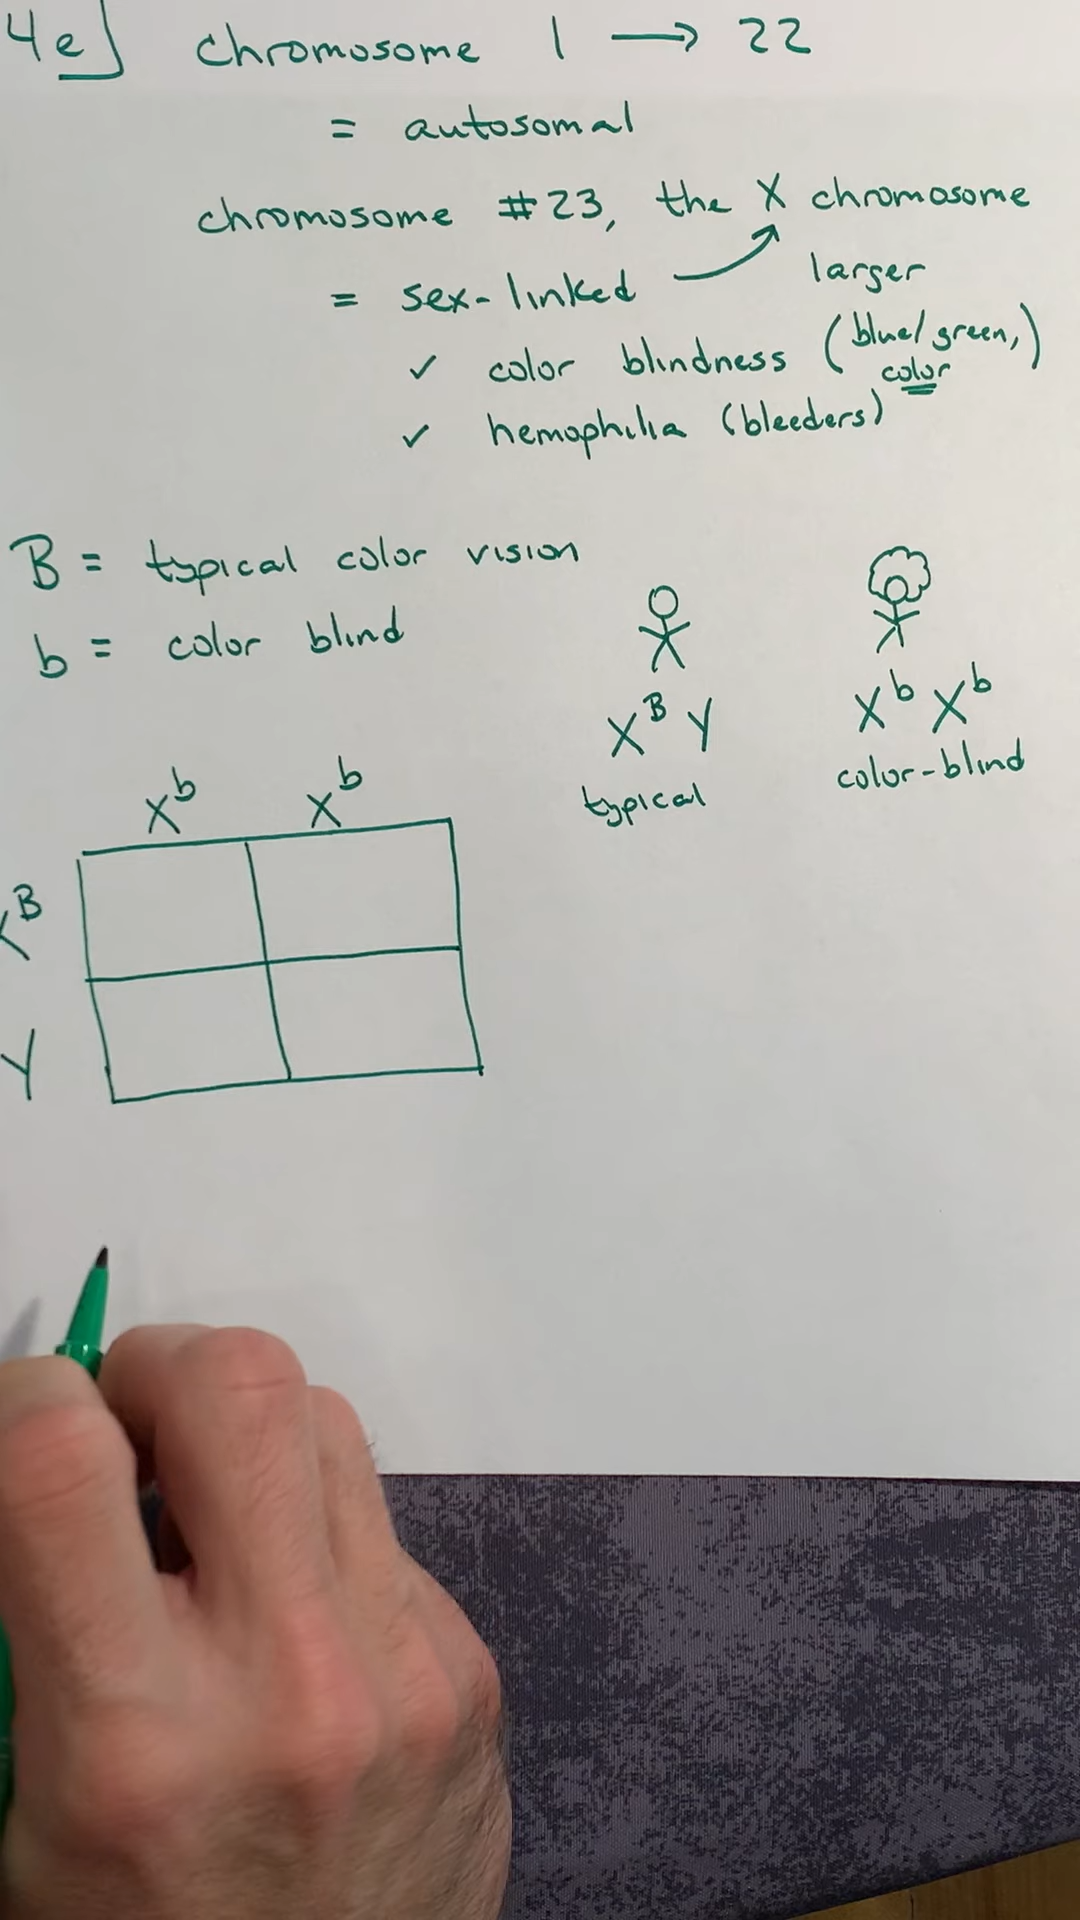 4e] chromosome 1 → 22
= autosomal
chromosome #23, the X chromosome
= sex-linked larger
✓ color blindness (blue/green, color)
✓ hemophilia (bleeders)
B = typical color vision
b = color blind
X^B Y X^b X^b
typical color-blind
X^b X^b
X^B
Y